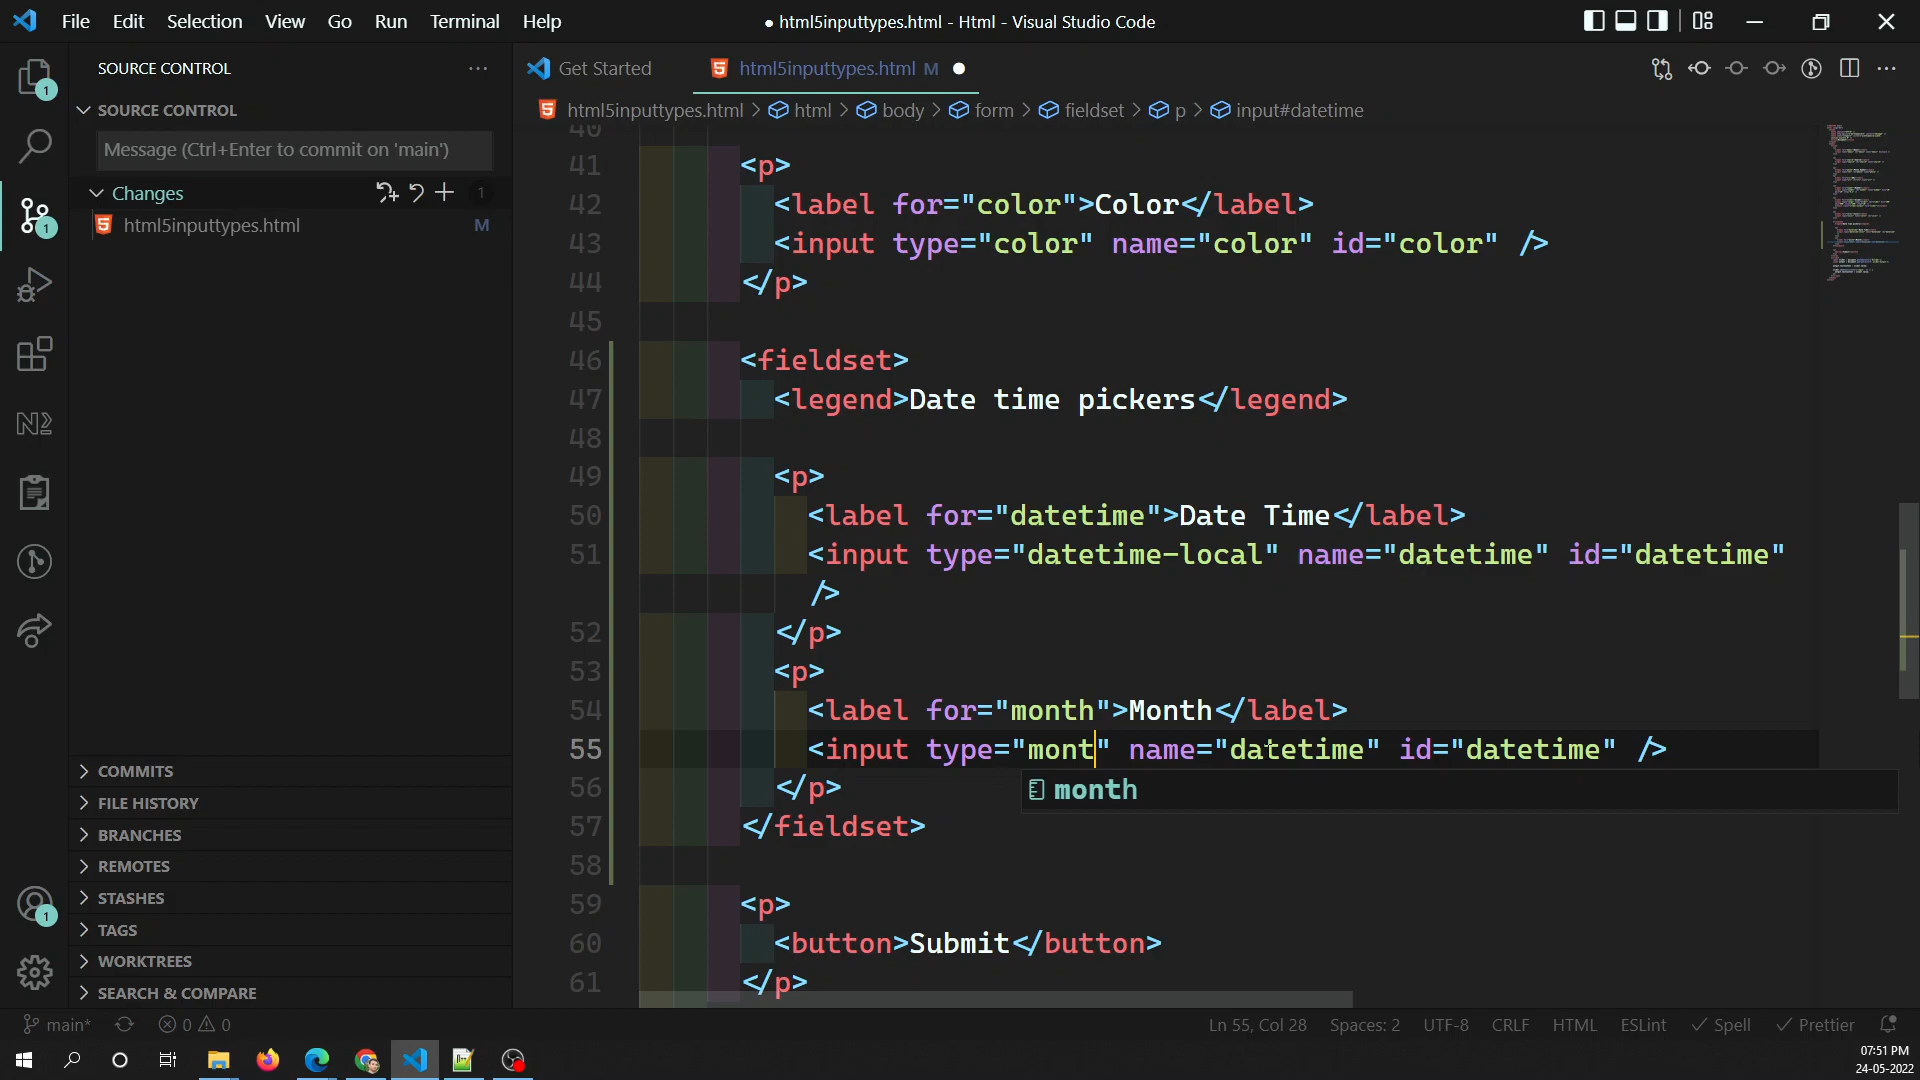 File Edit Selection View Go Run Terminal Help
● html5inputtypes.html - Html - Visual Studio Code
SOURCE CONTROL
SOURCE CONTROL
Message (Ctrl+Enter to commit on 'main')
Changes 1
html5inputtypes.html M
COMMITS
FILE HISTORY
BRANCHES
REMOTES
STASHES
TAGS
WORKTREES
SEARCH & COMPARE
1
1
1
Get Started
html5inputtypes.html M
html5inputtypes.html > html > body > form > fieldset > p > input#datetime
40
41 <p>
42 <label for="color">Color</label>
43 <input type="color" name="color" id="color" />
44 </p>
45
46 <fieldset>
47 <legend>Date time pickers</legend>
48
49 <p>
50 <label for="datetime">Date Time</label>
51 <input type="datetime-local" name="datetime" id="datetime"
/>
52 </p>
53 <p>
54 <label for="month">Month</label>
55 <input type="mont" name="datetime" id="datetime" />
month
56 </p>
57 </fieldset>
58
59 <p>
60 <button>Submit</button>
61 </p>
main* 0 0
Ln 55, Col 28 Spaces: 2 UTF-8 CRLF HTML ESLint Spell Prettier
07:51 PM
24-05-2022